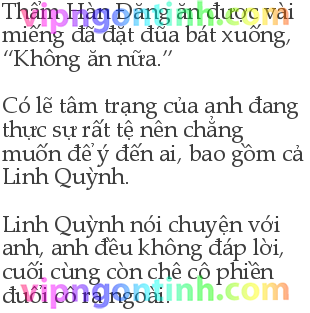 Thẩm Hàn Đăng ăn được vài
miếng đã đặt đũa bát xuống,
“Không ăn nữa.”
Có lẽ tâm trạng của anh đang
thực sự rất tệ nên chẳng
muốn để ý đến ai, bao gồm cả
Linh Quỳnh.
Linh Quỳnh nói chuyện với
anh, anh đều không đáp lời,
cuối cùng còn chê cô phiền
đuổi cô ra ngoài.
vipngontinh.com
vipngontinh.com